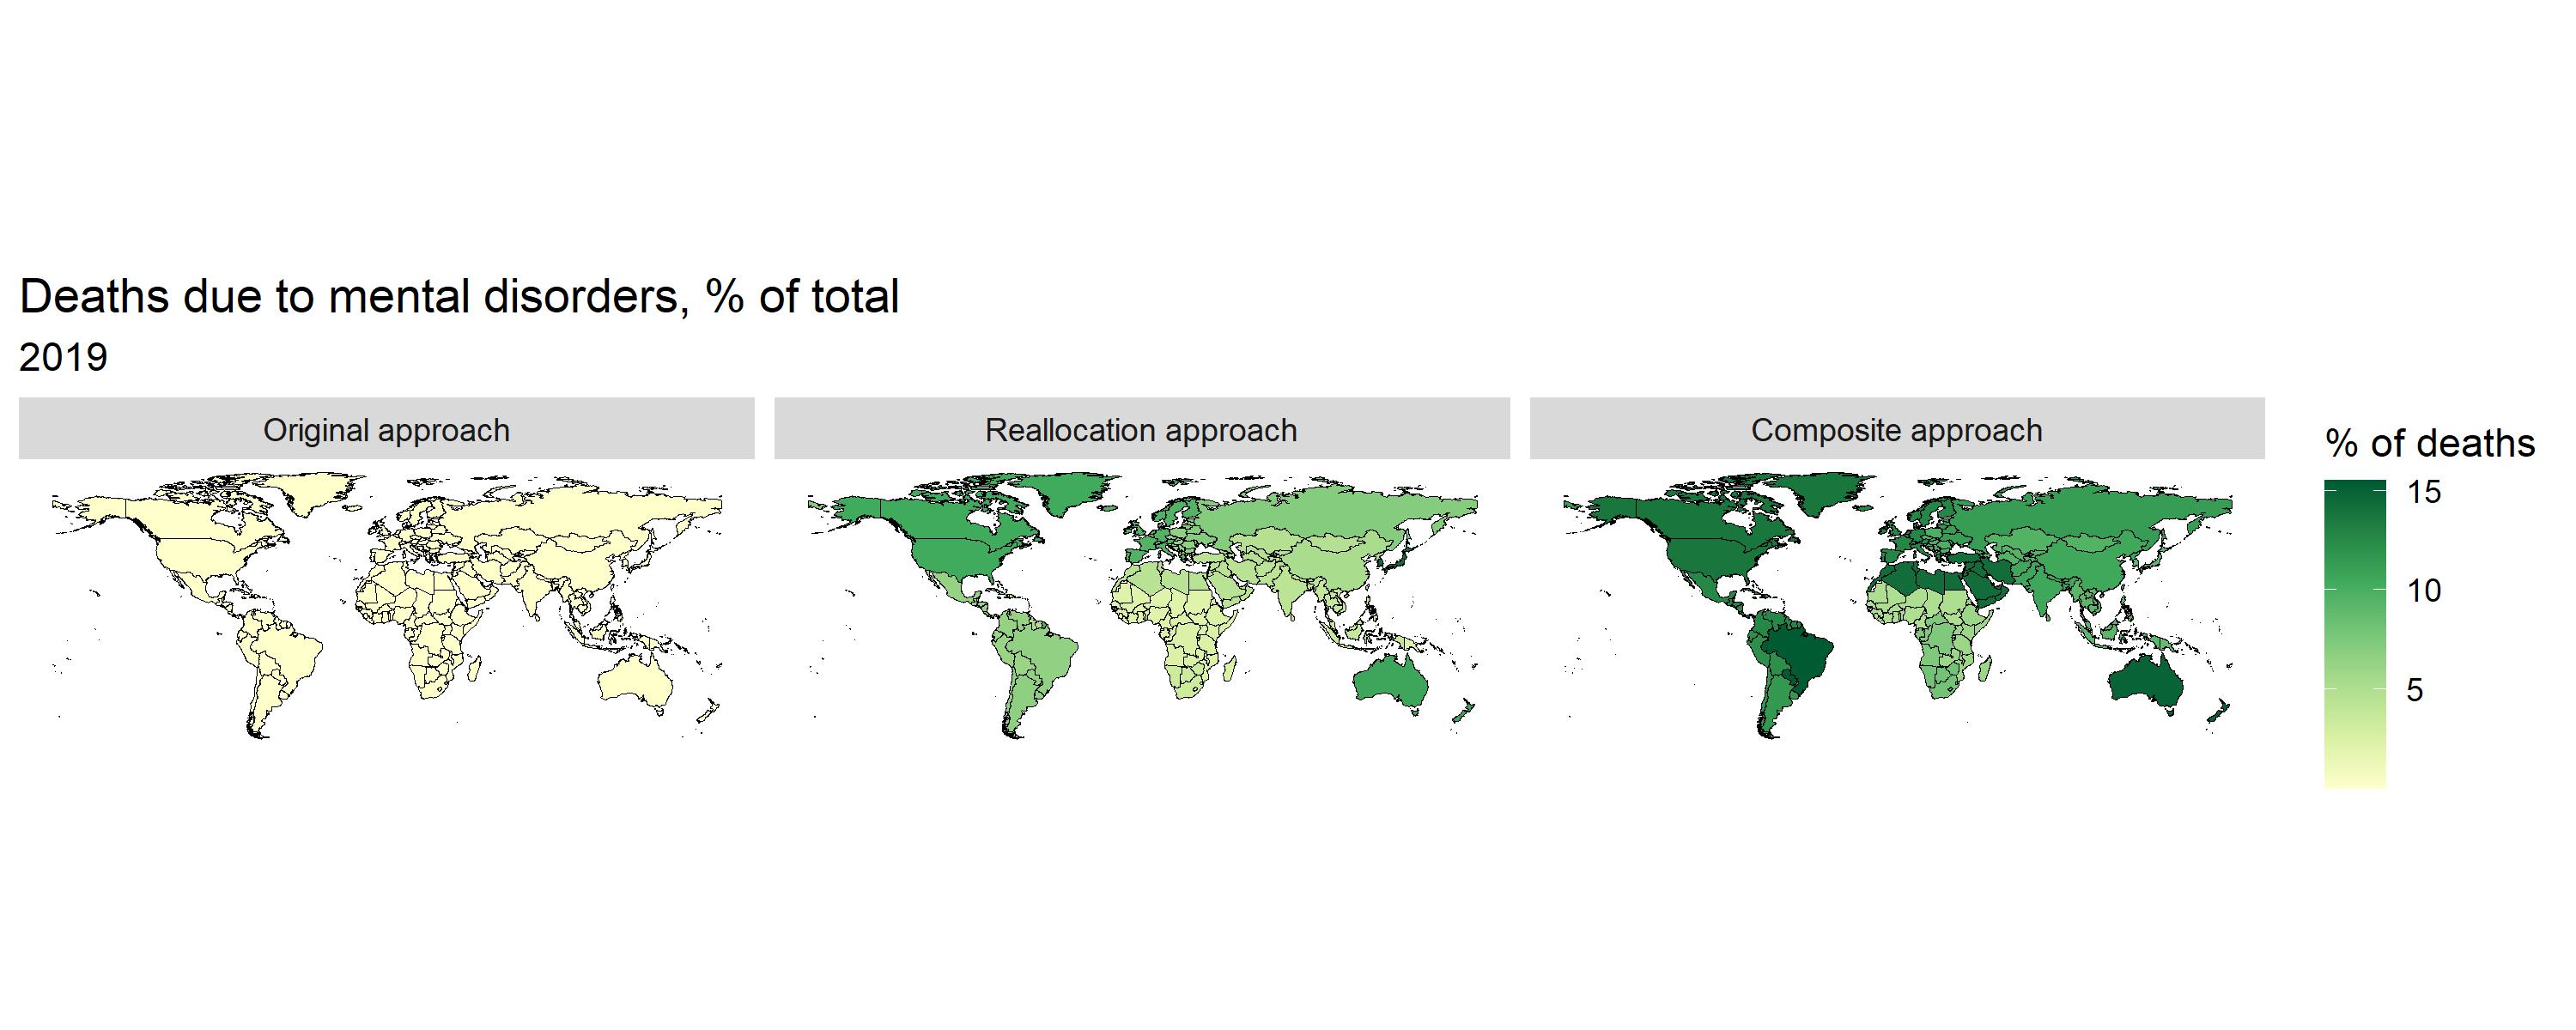 Deaths due to mental disorders, % of total
2019
Original approach
Reallocation approach
Composite approach
% of deaths
15
10
5